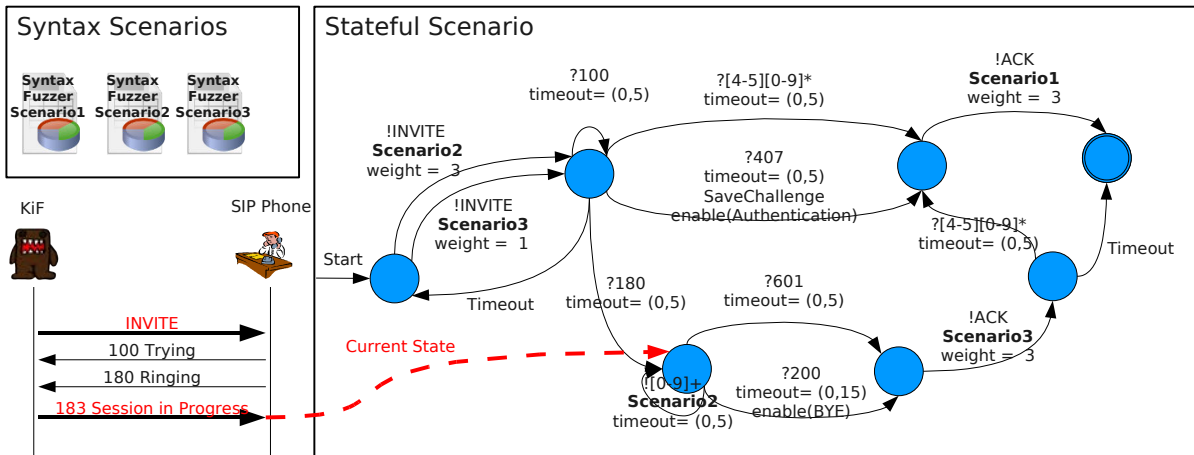 Syntax Scenarios
Syntax
Fuzzer
Scenario1
Syntax
Fuzzer
Scenario2
Syntax
Fuzzer
Scenario3
KiF
SIP Phone
INVITE
100 Trying
180 Ringing
183 Session in Progress
Stateful Scenario
Start
!INVITE
Scenario2
weight = 3
!INVITE
Scenario3
weight = 1
?100
timeout= (0,5)
Timeout
?[4-5][0-9]*
timeout= (0,5)
?407
timeout= (0,5)
SaveChallenge
enable(Authentication)
!ACK
Scenario1
weight = 3
?180
timeout= (0,5)
?601
timeout= (0,5)
?[4-5][0-9]*
timeout= (0,5)
Timeout
Current State
![0-9]+
Scenario2
timeout= (0,5)
?200
timeout= (0,15)
enable(BYE)
!ACK
Scenario3
weight = 3